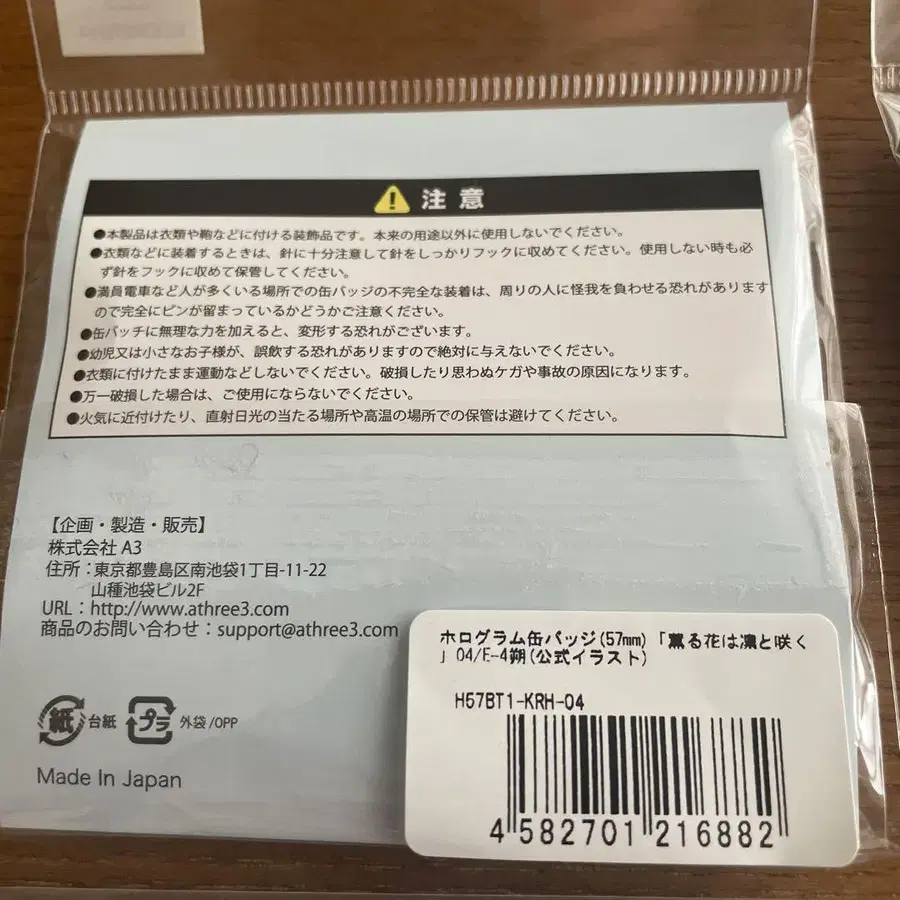 注意
●本製品は衣類や鞄などに付ける装飾品です。本来の用途以外に使用しないでください。
●衣類などに装着するときは、針に十分注意して針をしっかりフックに収めてください。使用しない時も必
ず針をフックに収めて保管してください。
●満員電車など人が多くいる場所での缶バッジの不完全な装着は、周りの人に怪我を負わせる恐れがあります
ので完全にピンが留まっているかどうかご注意ください。
●缶バッチに無理な力を加えると、変形する恐れがございます。
●幼児又は小さなお子様が、誤飲する恐れがありますので絶対に与えないでください。
●衣類に付けたまま運動などしないでください。破損したり思わぬケガや事故の原因になります。
●万一破損した場合は、ご使用にならないでください。
●火気に近付けたり、直射日光の当たる場所や高温の場所での保管は避けてください。
【企画・製造・販売】
株式会社 A3
住所：東京都豊島区南池袋1丁目-11-22
山種池袋ビル2F
URL：http://www.athree3.com
商品のお問い合わせ：support@athree3.com
紙 台紙 プラ 外袋/OPP
Made In Japan
ホログラム缶バッジ(57mm)「薫る花は凛と咲く
」04/E-4朔(公式イラスト)
H57BT1-KRH-04
4 582701 216882